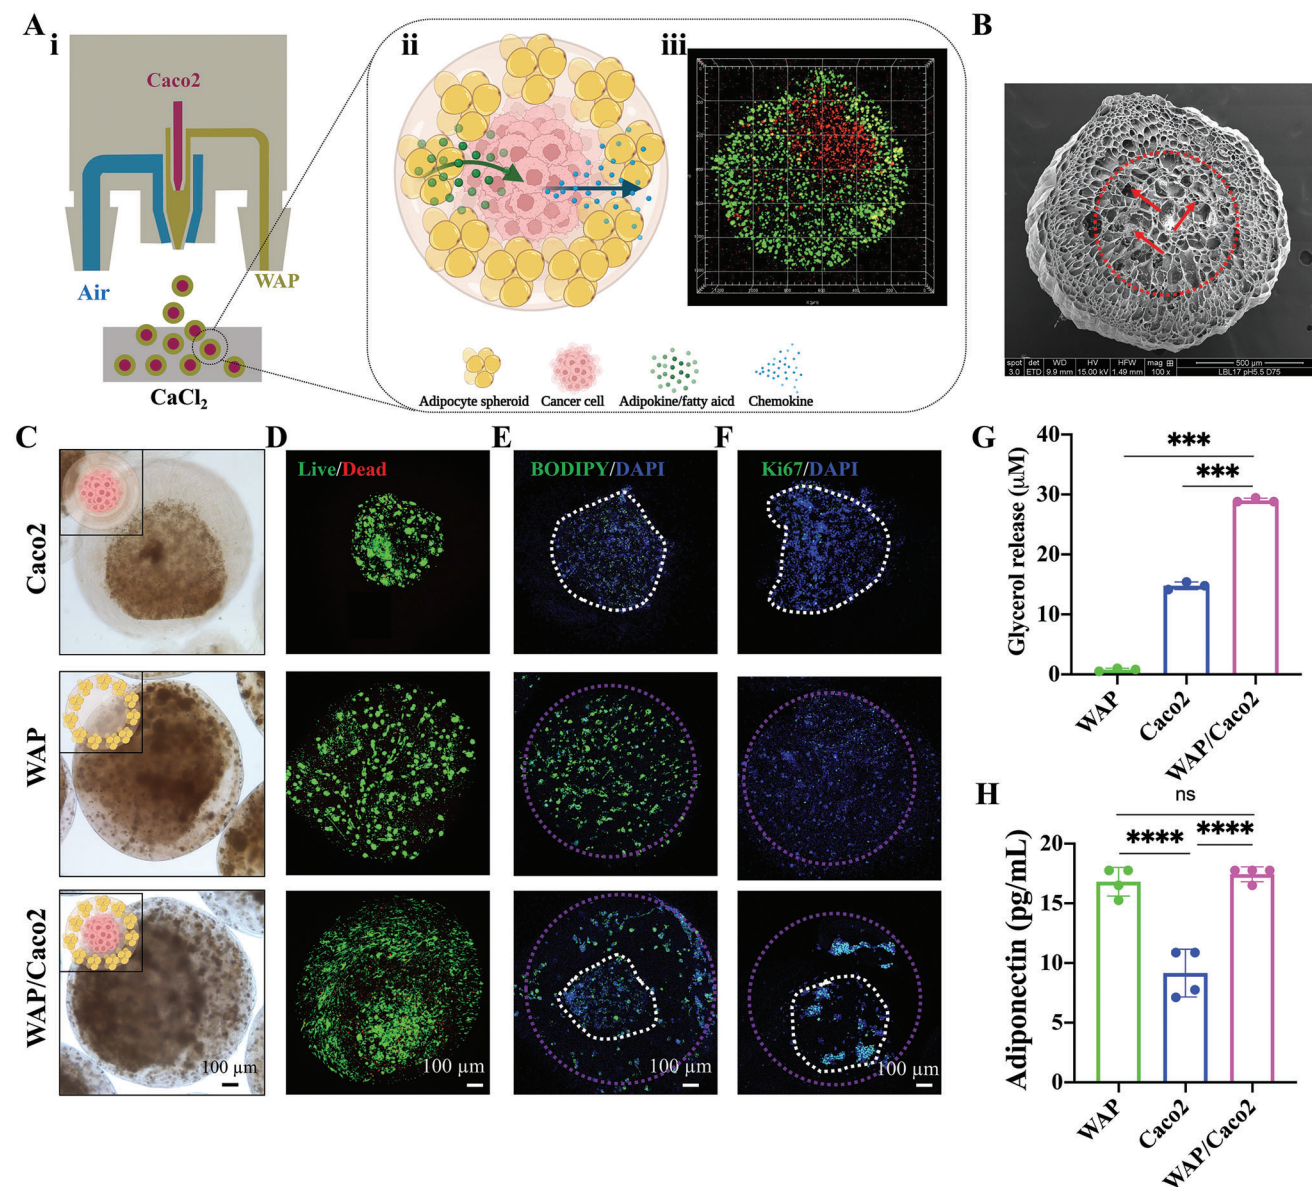 A
i
Caco2
Air
WAP
CaCl₂
ii
iii
Adipocyte spheroid
Cancer cell
Adipokine/fatty aicd
Chemokine
B
spot det WD HV HFW mag ⊞ 500 µm
3.0 ETD 9.9 mm 15.00 kV 1.49 mm 100 x LBL17 pH5.5 D75
C
D
E
F
Caco2
Live/Dead
BODIPY/DAPI
Ki67/DAPI
WAP
WAP/Caco2
100 µm
100 µm
100 µm
100 µm
G
Glycerol release (µM)
40
30
20
10
0
***
***
WAP
Caco2
WAP/Caco2
H
Adiponectin (pg/mL)
20
15
10
5
0
ns
****
****
WAP
Caco2
WAP/Caco2